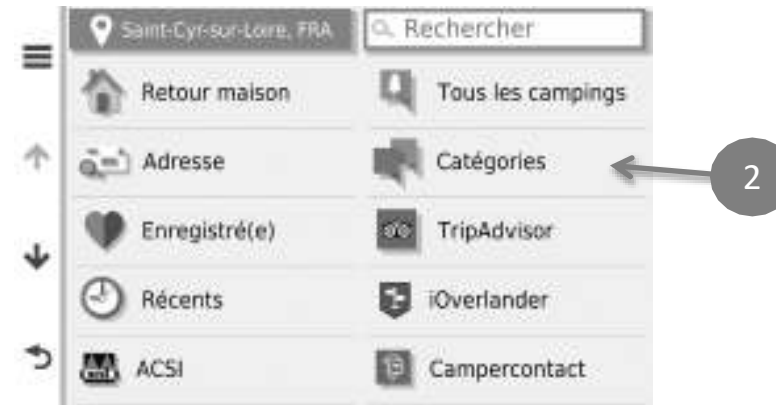 Saint-Cyr-sur-Loire, FRA
Rechercher
Retour maison
Tous les campings
Adresse
Catégories
2
Enregistré(e)
TripAdvisor
Récents
iOverlander
ACSI
Campercontact